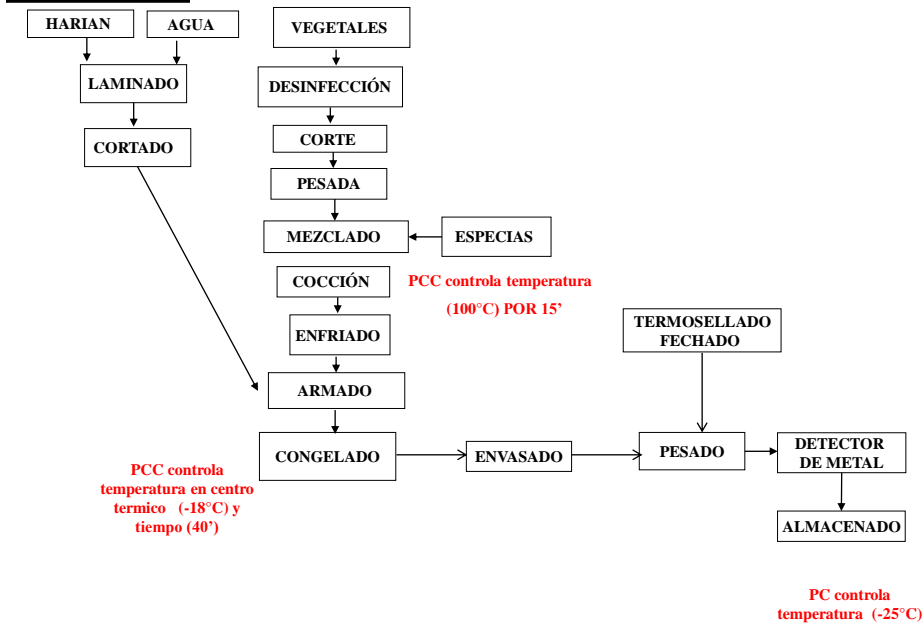 HARIAN
AGUA
VEGETALES
LAMINADO
DESINFECCIÓN
CORTADO
CORTE
PESADA
MEZCLADO
ESPECIAS
COCCIÓN
PCC controla temperatura
(100°C) POR 15’
ENFRIADO
TERMOSELLADO
FECHADO
ARMADO
CONGELADO
ENVASADO
PESADO
DETECTOR
DE METAL
PCC controla
temperatura en centro
termico (-18°C) y
tiempo (40’)
ALMACENADO
PC controla
temperatura (-25°C)